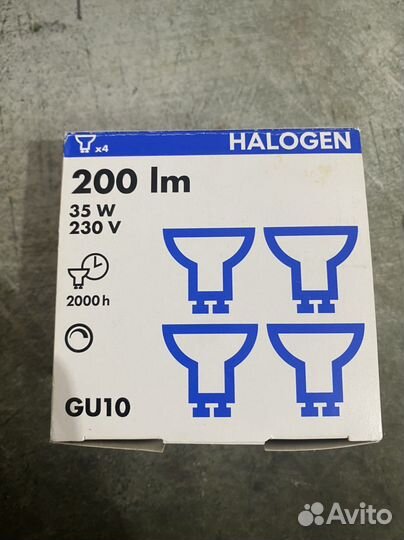 x4 HALOGEN
200 lm
35 W
230 V
2000 h
GU10
Avito